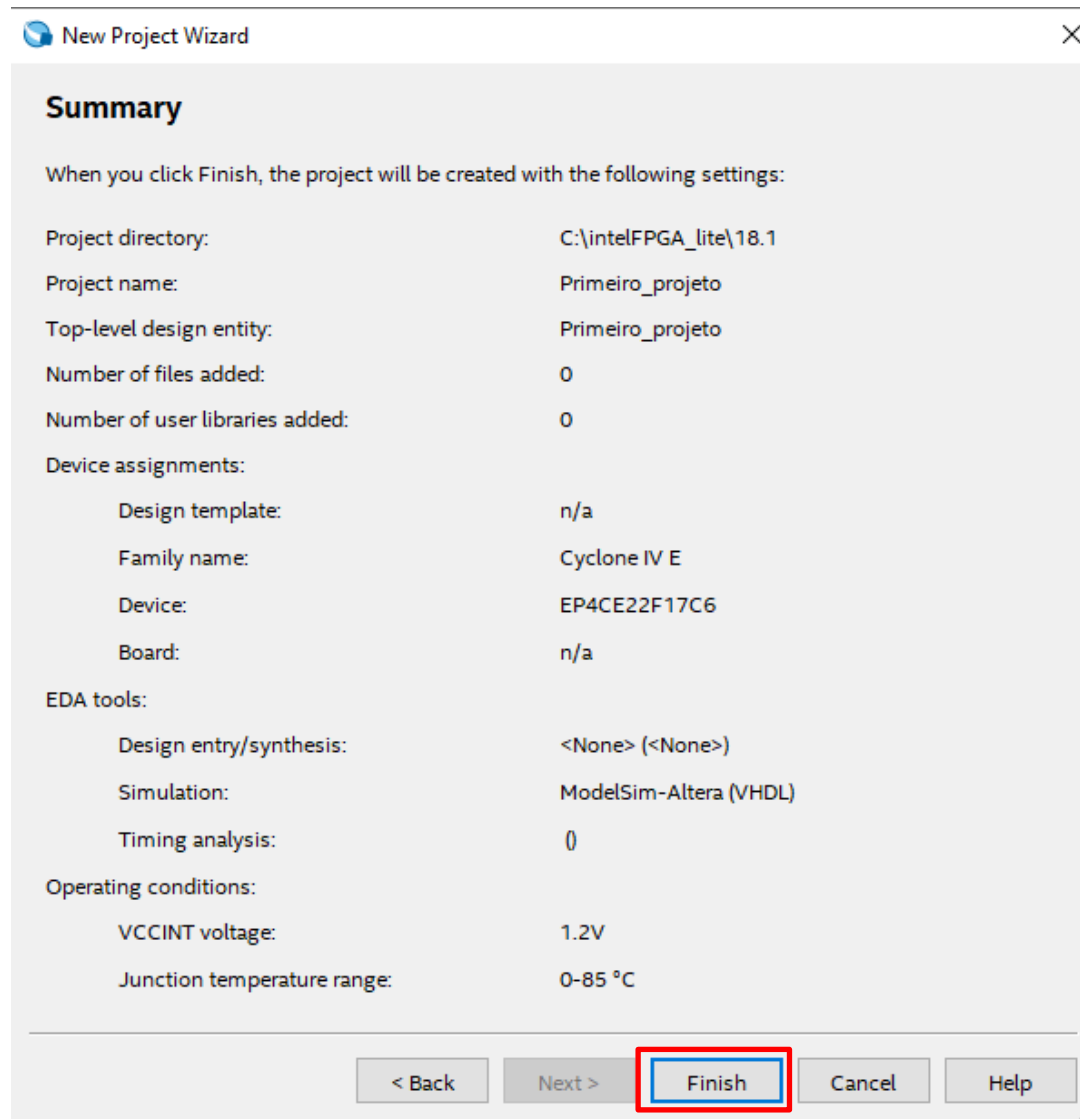 New Project Wizard
Summary
When you click Finish, the project will be created with the following settings:
Project directory: C:\intelFPGA_lite\18.1
Project name: Primeiro_projeto
Top-level design entity: Primeiro_projeto
Number of files added: 0
Number of user libraries added: 0
Device assignments:
Design template: n/a
Family name: Cyclone IV E
Device: EP4CE22F17C6
Board: n/a
EDA tools:
Design entry/synthesis: <None> (<None>)
Simulation: ModelSim-Altera (VHDL)
Timing analysis: ()
Operating conditions:
VCCINT voltage: 1.2V
Junction temperature range: 0-85 °C
< Back Next > Finish Cancel Help